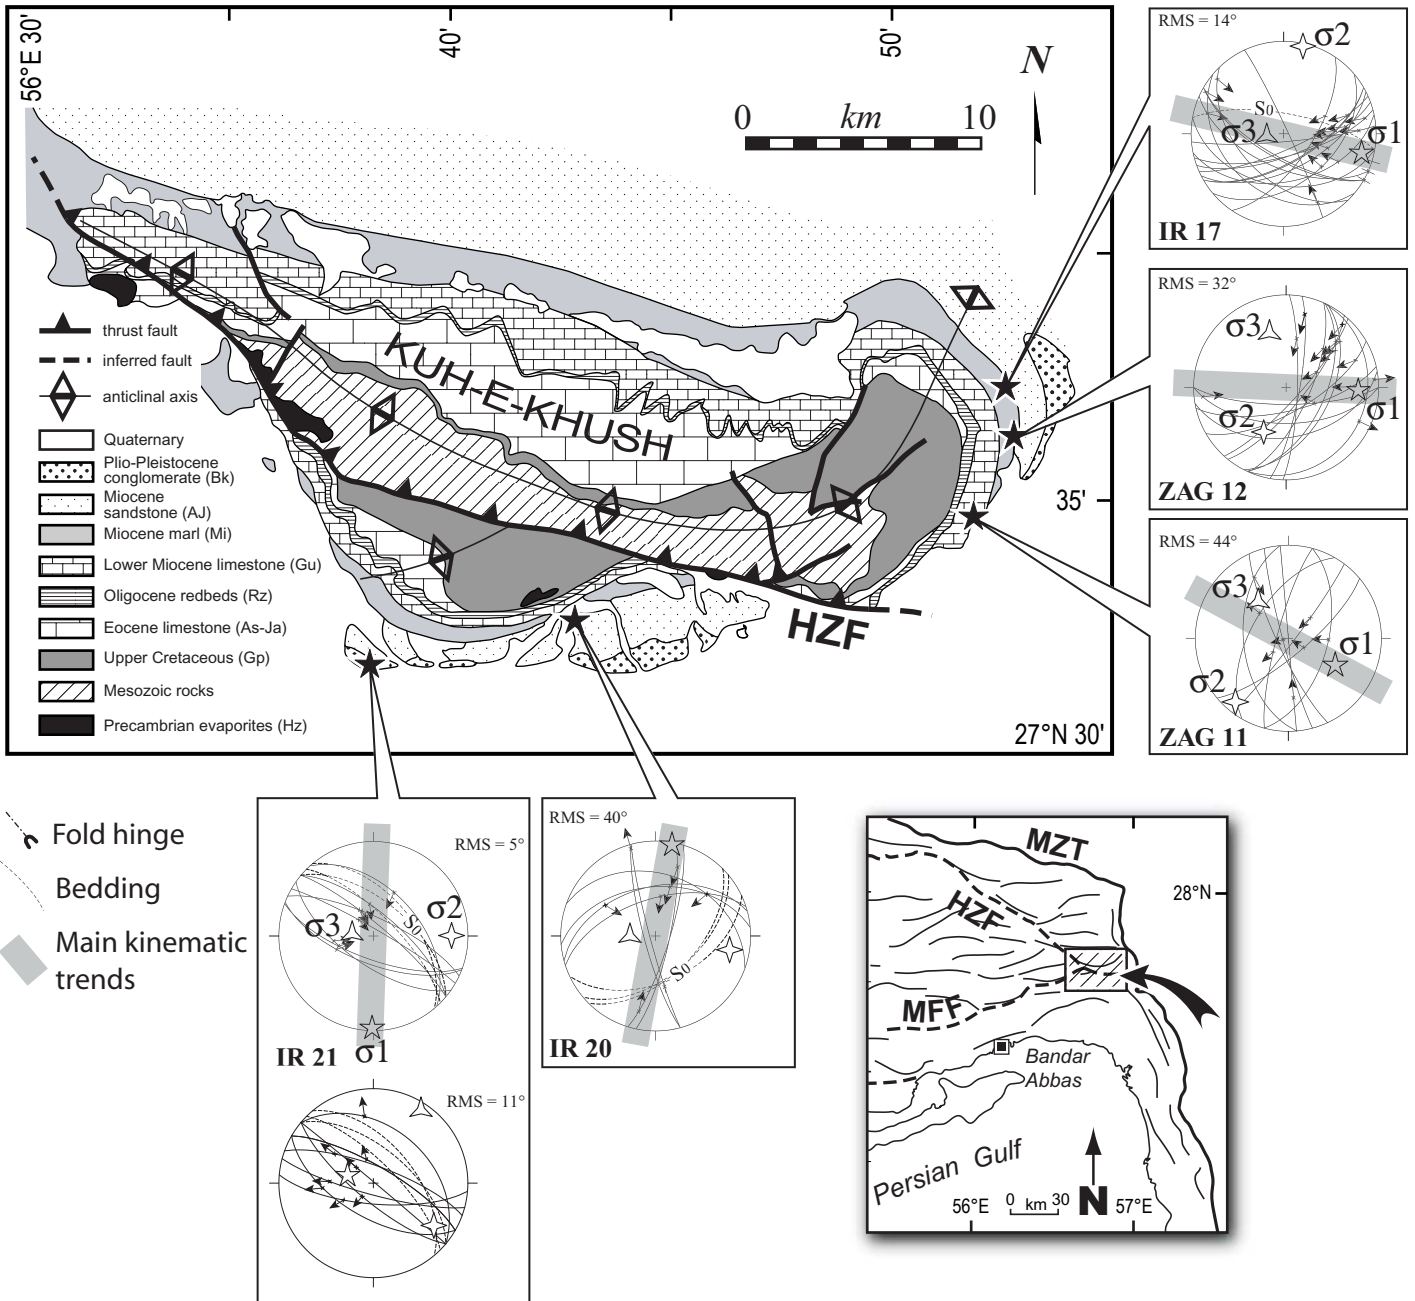 56°E 30'
40'
50'
N
0 km 10
35'
27°N 30'
KUH-E-KHUSH
HZF
thrust fault
inferred fault
anticlinal axis
Quaternary
Plio-Pleistocene
conglomerate (Bk)
Miocene
sandstone (AJ)
Miocene marl (Mi)
Lower Miocene limestone (Gu)
Oligocene redbeds (Rz)
Eocene limestone (As-Ja)
Upper Cretaceous (Gp)
Mesozoic rocks
Precambrian evaporites (Hz)
RMS = 14°
σ2
S0
σ3
σ1
IR 17
RMS = 32°
σ3
σ2
σ1
ZAG 12
RMS = 44°
σ3
σ1
σ2
ZAG 11
Fold hinge
Bedding
Main kinematic
trends
RMS = 5°
σ2
σ3
S0
IR 21
σ1
RMS = 11°
RMS = 40°
S0
IR 20
MZT
28°N
HZF
MFF
Bandar
Abbas
Persian Gulf
56°E
0 km 30
N
57°E